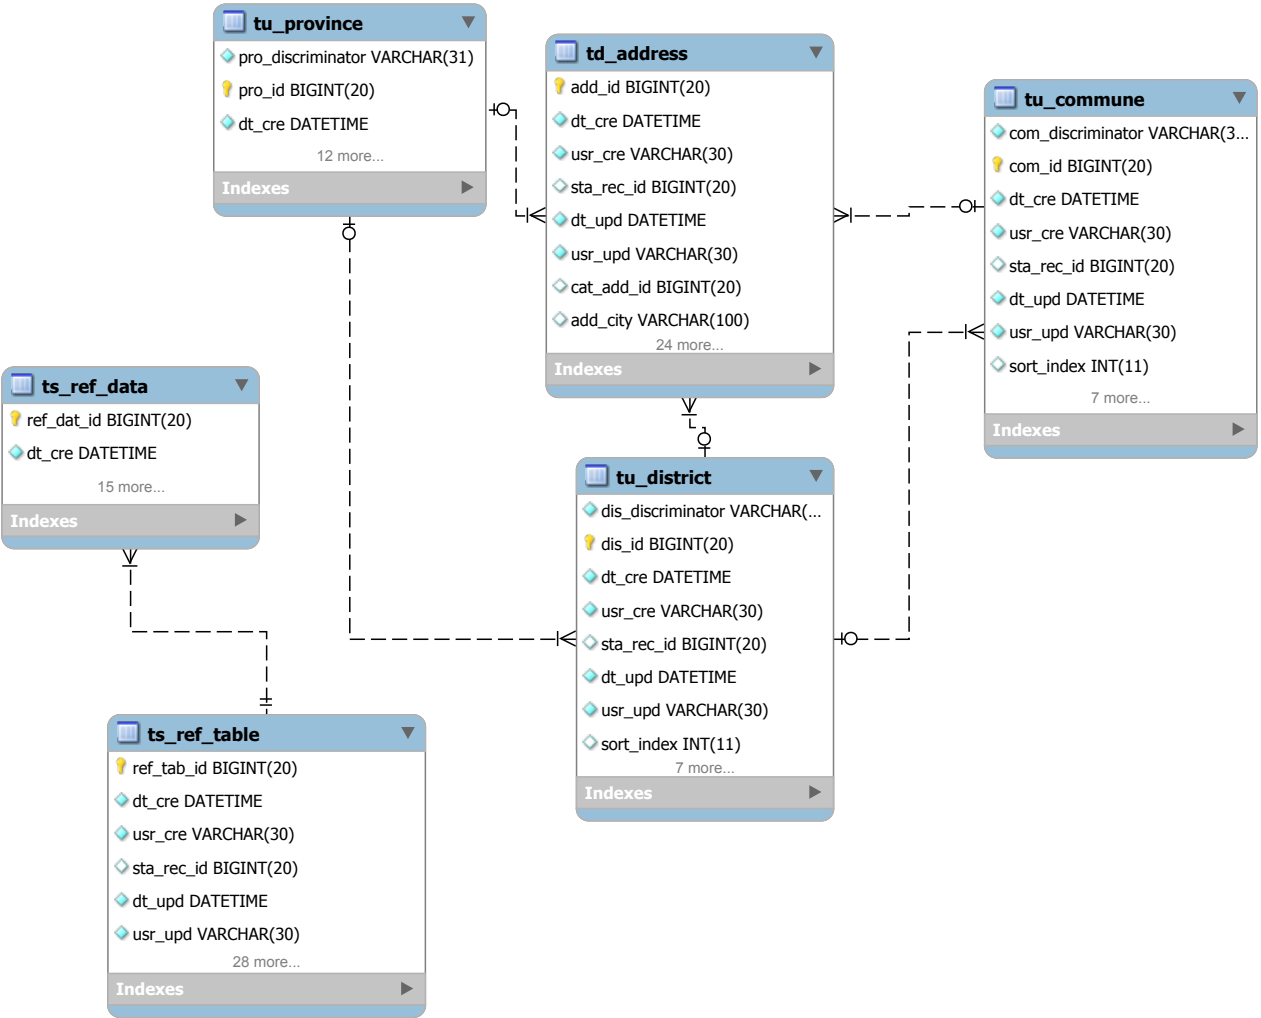 tu_province
pro_discriminator VARCHAR(31)
pro_id BIGINT(20)
dt_cre DATETIME
12 more...
Indexes
td_address
add_id BIGINT(20)
dt_cre DATETIME
usr_cre VARCHAR(30)
sta_rec_id BIGINT(20)
dt_upd DATETIME
usr_upd VARCHAR(30)
cat_add_id BIGINT(20)
add_city VARCHAR(100)
24 more...
Indexes
tu_commune
com_discriminator VARCHAR(3...
com_id BIGINT(20)
dt_cre DATETIME
usr_cre VARCHAR(30)
sta_rec_id BIGINT(20)
dt_upd DATETIME
usr_upd VARCHAR(30)
sort_index INT(11)
7 more...
Indexes
ts_ref_data
ref_dat_id BIGINT(20)
dt_cre DATETIME
15 more...
Indexes
tu_district
dis_discriminator VARCHAR(...
dis_id BIGINT(20)
dt_cre DATETIME
usr_cre VARCHAR(30)
sta_rec_id BIGINT(20)
dt_upd DATETIME
usr_upd VARCHAR(30)
sort_index INT(11)
7 more...
Indexes
ts_ref_table
ref_tab_id BIGINT(20)
dt_cre DATETIME
usr_cre VARCHAR(30)
sta_rec_id BIGINT(20)
dt_upd DATETIME
usr_upd VARCHAR(30)
28 more...
Indexes